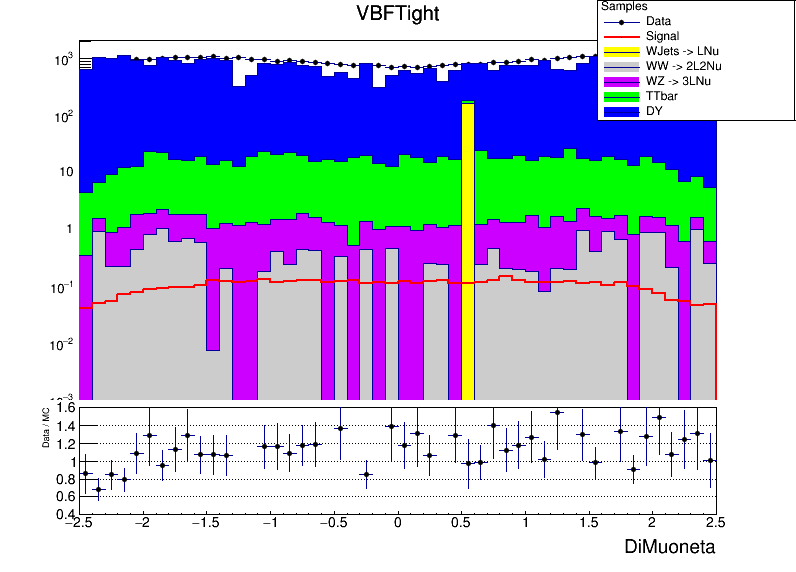 VBFTight
Samples
Data
Signal
WJets -> LNu
WW -> 2L2Nu
WZ -> 3LNu
TTbar
DY
10³
10²
10
1
10⁻¹
10⁻²
Data / MC
1.6
1.4
1.2
1
0.8
0.6
0.4
−2.5 −2 −1.5 −1 −0.5 0 0.5 1 1.5 2 2.5
DiMuoneta